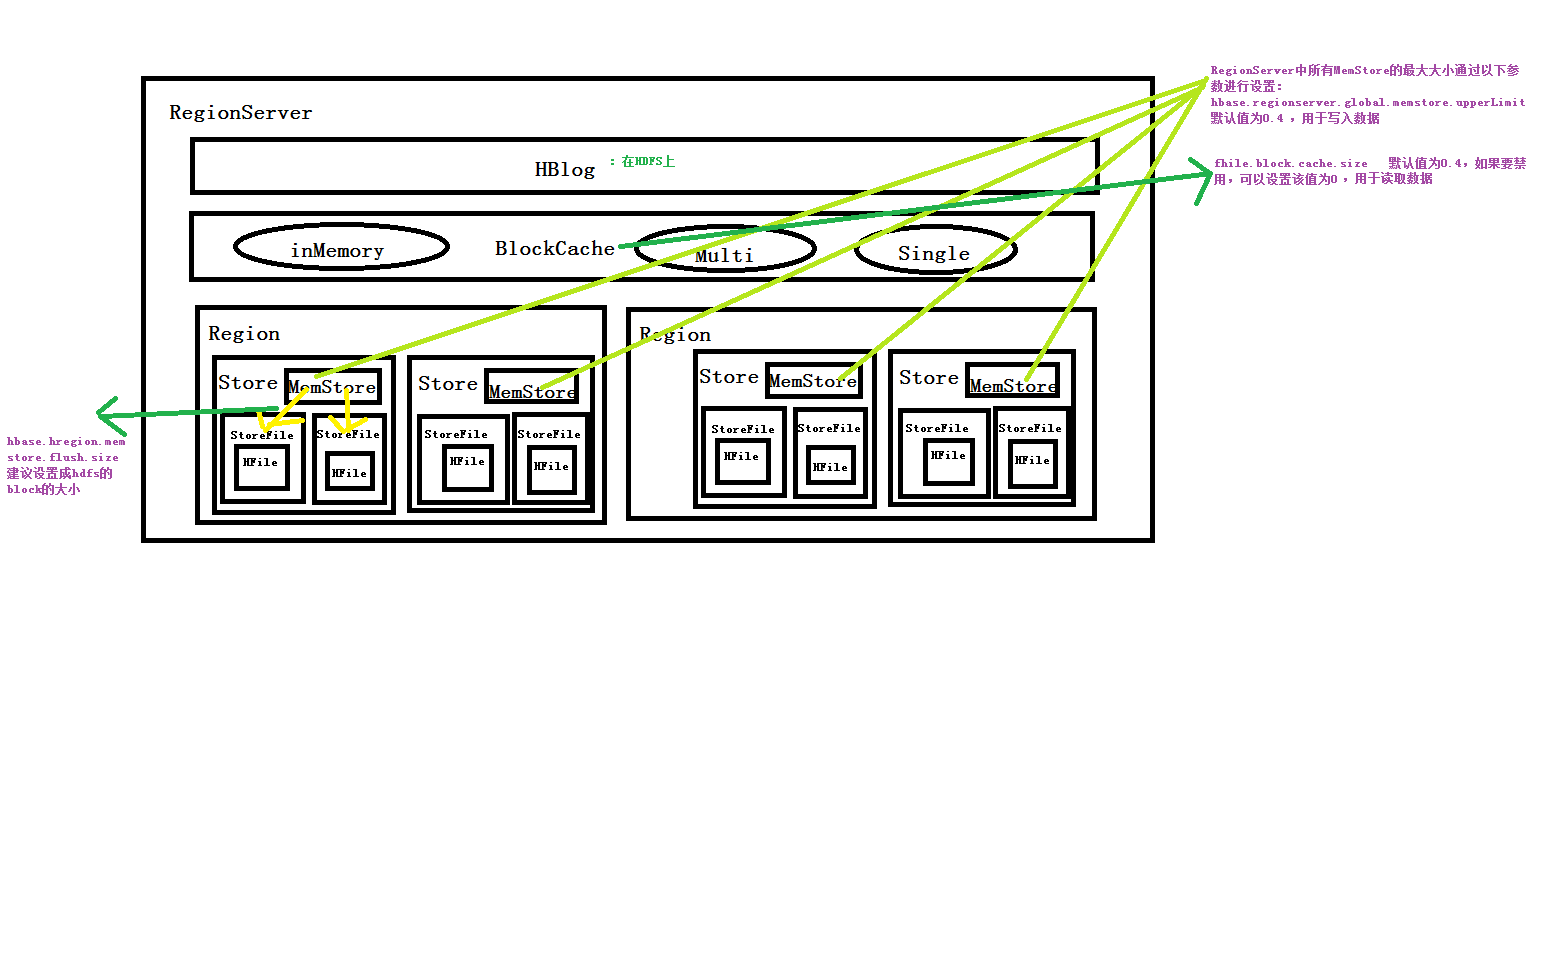 RegionServer中所有MemStore的最大大小通过以下参
数进行设置:
hbase.regionserver.global.memstore.upperLimit
默认值为0.4 ，用于写入数据
RegionServer
HBlog
：在HDFS上
fhile.block.cache.size 默认值为0.4，如果要禁
用，可以设置该值为0 ，用于读取数据
inMemory
BlockCache
Multi
Single
Region
Store
MemStore
StoreFile
HFile
StoreFile
HFile
Store
MemStore
StoreFile
HFile
StoreFile
HFile
Region
Store
MemStore
StoreFile
HFile
StoreFile
HFile
Store
MemStore
StoreFile
HFile
StoreFile
HFile
hbase.hregion.mem
store.flush.size
建议设置成hdfs的
block的大小